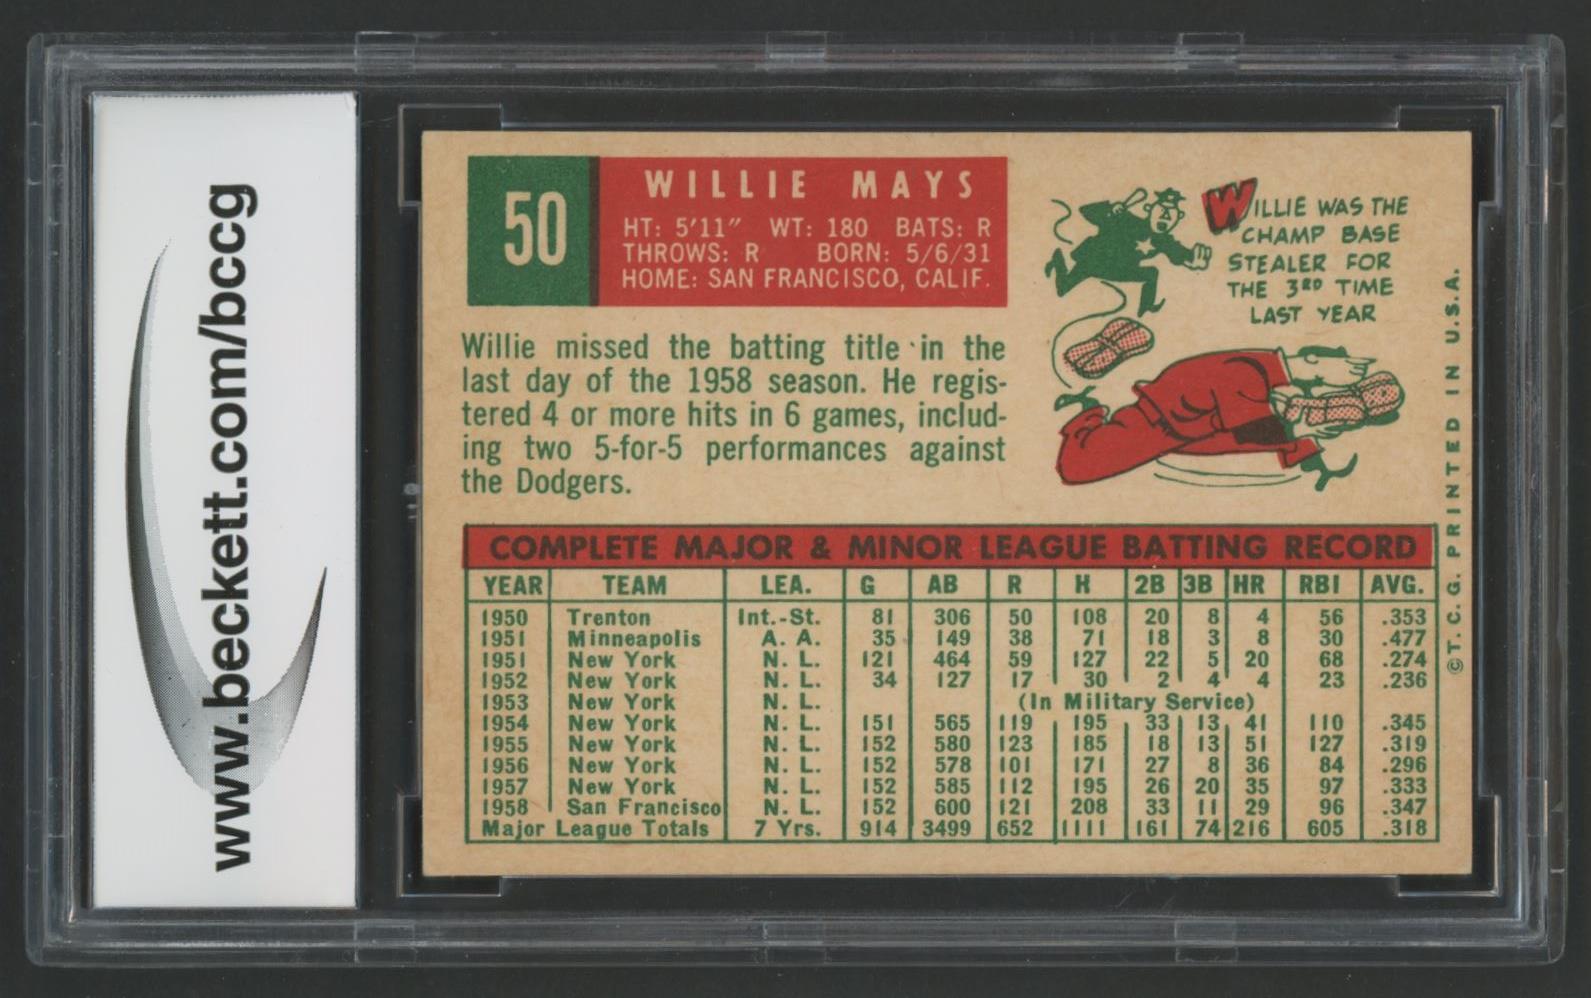 www.beckett.com/bccg
50
WILLIE MAYS
HT: 5'11" WT: 180 BATS: R
THROWS: R BORN: 5/6/31
HOME: SAN FRANCISCO, CALIF.
WILLIE WAS THE
CHAMP BASE
STEALER FOR
THE 3RD TIME
LAST YEAR
Willie missed the batting title in the
last day of the 1958 season. He regis-
tered 4 or more hits in 6 games, includ-
ing two 5-for-5 performances against
the Dodgers.
COMPLETE MAJOR & MINOR LEAGUE BATTING RECORD
YEAR TEAM LEA. G AB R H 2B 3B HR RBI AVG.
1950 Trenton Int.-St. 81 306 50 108 20 8 4 56 .353
1951 Minneapolis A. A. 35 149 38 71 18 3 8 30 .477
1951 New York N. L. 121 464 59 127 22 5 20 68 .274
1952 New York N. L. 34 127 17 30 2 4 4 23 .236
1953 New York N. L. (In Military Service)
1954 New York N. L. 151 565 119 195 33 13 41 110 .345
1955 New York N. L. 152 580 123 185 18 13 51 127 .319
1956 New York N. L. 152 578 101 171 27 8 36 84 .296
1957 New York N. L. 152 585 112 195 26 20 35 97 .333
1958 San Francisco N. L. 152 600 121 208 33 11 29 96 .347
Major League Totals 7 Yrs. 914 3499 652 1111 161 74 216 605 .318
©T. C. G. PRINTED IN U.S.A.